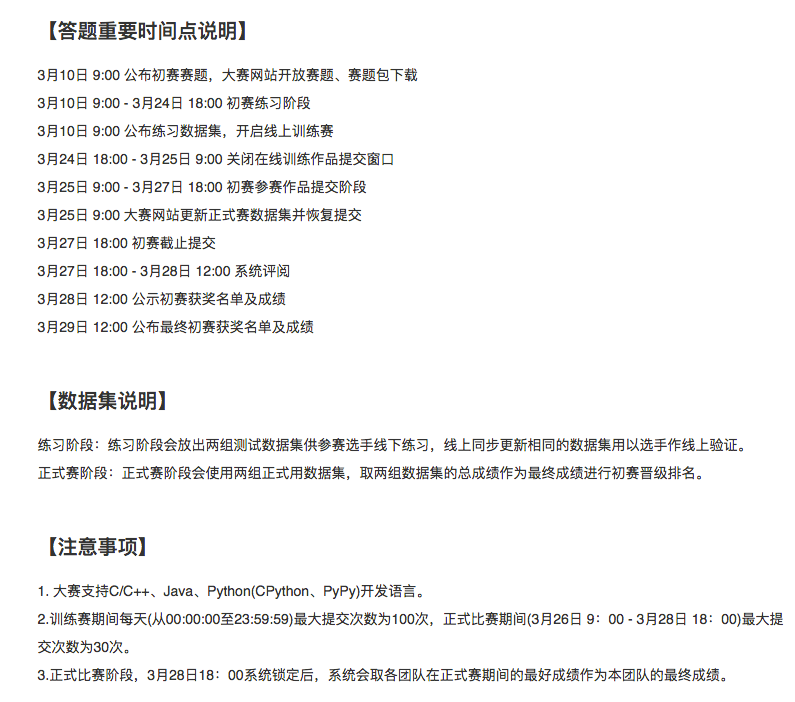 【答题重要时间点说明】
3月10日 9:00 公布初赛赛题，大赛网站开放赛题、赛题包下载
3月10日 9:00 - 3月24日 18:00 初赛练习阶段
3月10日 9:00 公布练习数据集，开启线上训练赛
3月24日 18:00 - 3月25日 9:00 关闭在线训练作品提交窗口
3月25日 9:00 - 3月27日 18:00 初赛参赛作品提交阶段
3月25日 9:00 大赛网站更新正式赛数据集并恢复提交
3月27日 18:00 初赛截止提交
3月27日 18:00 - 3月28日 12:00 系统评阅
3月28日 12:00 公示初赛获奖名单及成绩
3月29日 12:00 公布最终初赛获奖名单及成绩
【数据集说明】
练习阶段：练习阶段会放出两组测试数据集供参赛选手线下练习，线上同步更新相同的数据集用以选手作线上验证。
正式赛阶段：正式赛阶段会使用两组正式用数据集，取两组数据集的总成绩作为最终成绩进行初赛晋级排名。
【注意事项】
1. 大赛支持C/C++、Java、Python(CPython、PyPy)开发语言。
2.训练赛期间每天(从00:00:00至23:59:59)最大提交次数为100次，正式比赛期间(3月26日 9：00 - 3月28日 18：00)最大提
交次数为30次。
3.正式比赛阶段，3月28日18：00系统锁定后，系统会取各团队在正式赛期间的最好成绩作为本团队的最终成绩。